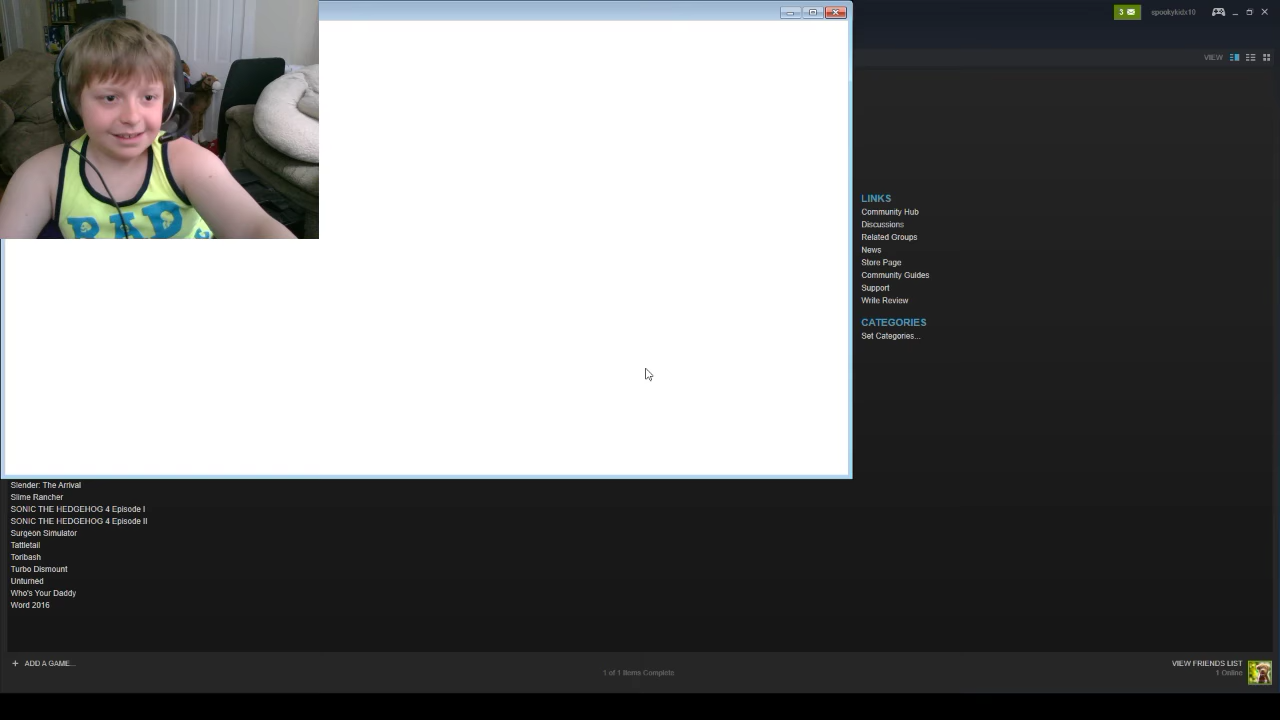 3
spookykidx10
VIEW
RAD
LINKS
Community Hub
Discussions
Related Groups
News
Store Page
Community Guides
Support
Write Review
CATEGORIES
Set Categories...
Slender: The Arrival
Slime Rancher
SONIC THE HEDGEHOG 4 Episode I
SONIC THE HEDGEHOG 4 Episode II
Surgeon Simulator
Tattletail
Toribash
Turbo Dismount
Unturned
Who's Your Daddy
Word 2016
+ ADD A GAME...
1 of 1 Items Complete
VIEW FRIENDS LIST
1 Online